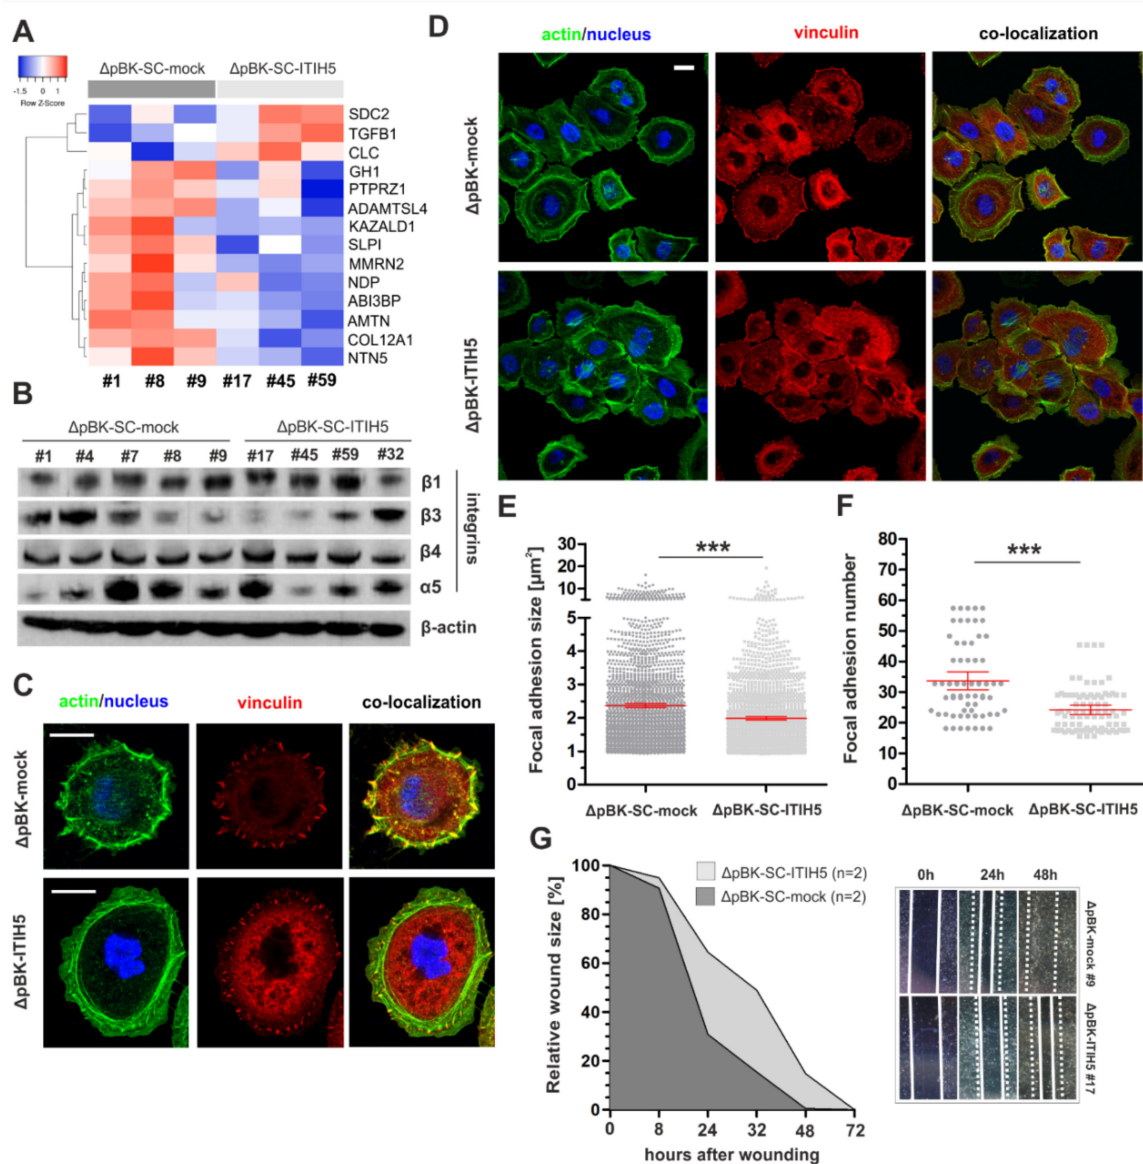 A
-1.5 0 1
Row Z-Score
ΔpBK-SC-mock ΔpBK-SC-ITIH5
SDC2
TGFB1
CLC
GH1
PTPRZ1
ADAMTSL4
KAZALD1
SLPI
MMRN2
NDP
ABI3BP
AMTN
COL12A1
NTN5
#1 #8 #9 #17 #45 #59
B
ΔpBK-SC-mock ΔpBK-SC-ITIH5
#1 #4 #7 #8 #9 #17 #45 #59 #32
β1
β3
β4
α5
integrins
β-actin
C
actin/nucleus vinculin co-localization
ΔpBK-mock
ΔpBK-ITIH5
D
actin/nucleus vinculin co-localization
ΔpBK-mock
ΔpBK-ITIH5
E
Focal adhesion size [µm²]
30
20
10
5
4
3
2
1
0
***
ΔpBK-SC-mock ΔpBK-SC-ITIH5
F
Focal adhesion number
80
70
60
50
40
30
20
10
0
***
ΔpBK-SC-mock ΔpBK-SC-ITIH5
G
Relative wound size [%]
100
80
60
40
20
0
ΔpBK-SC-ITIH5 (n=2)
ΔpBK-SC-mock (n=2)
0 8 24 32 48 72
hours after wounding
0h 24h 48h
ΔpBK-mock #9
ΔpBK-ITIH5 #17